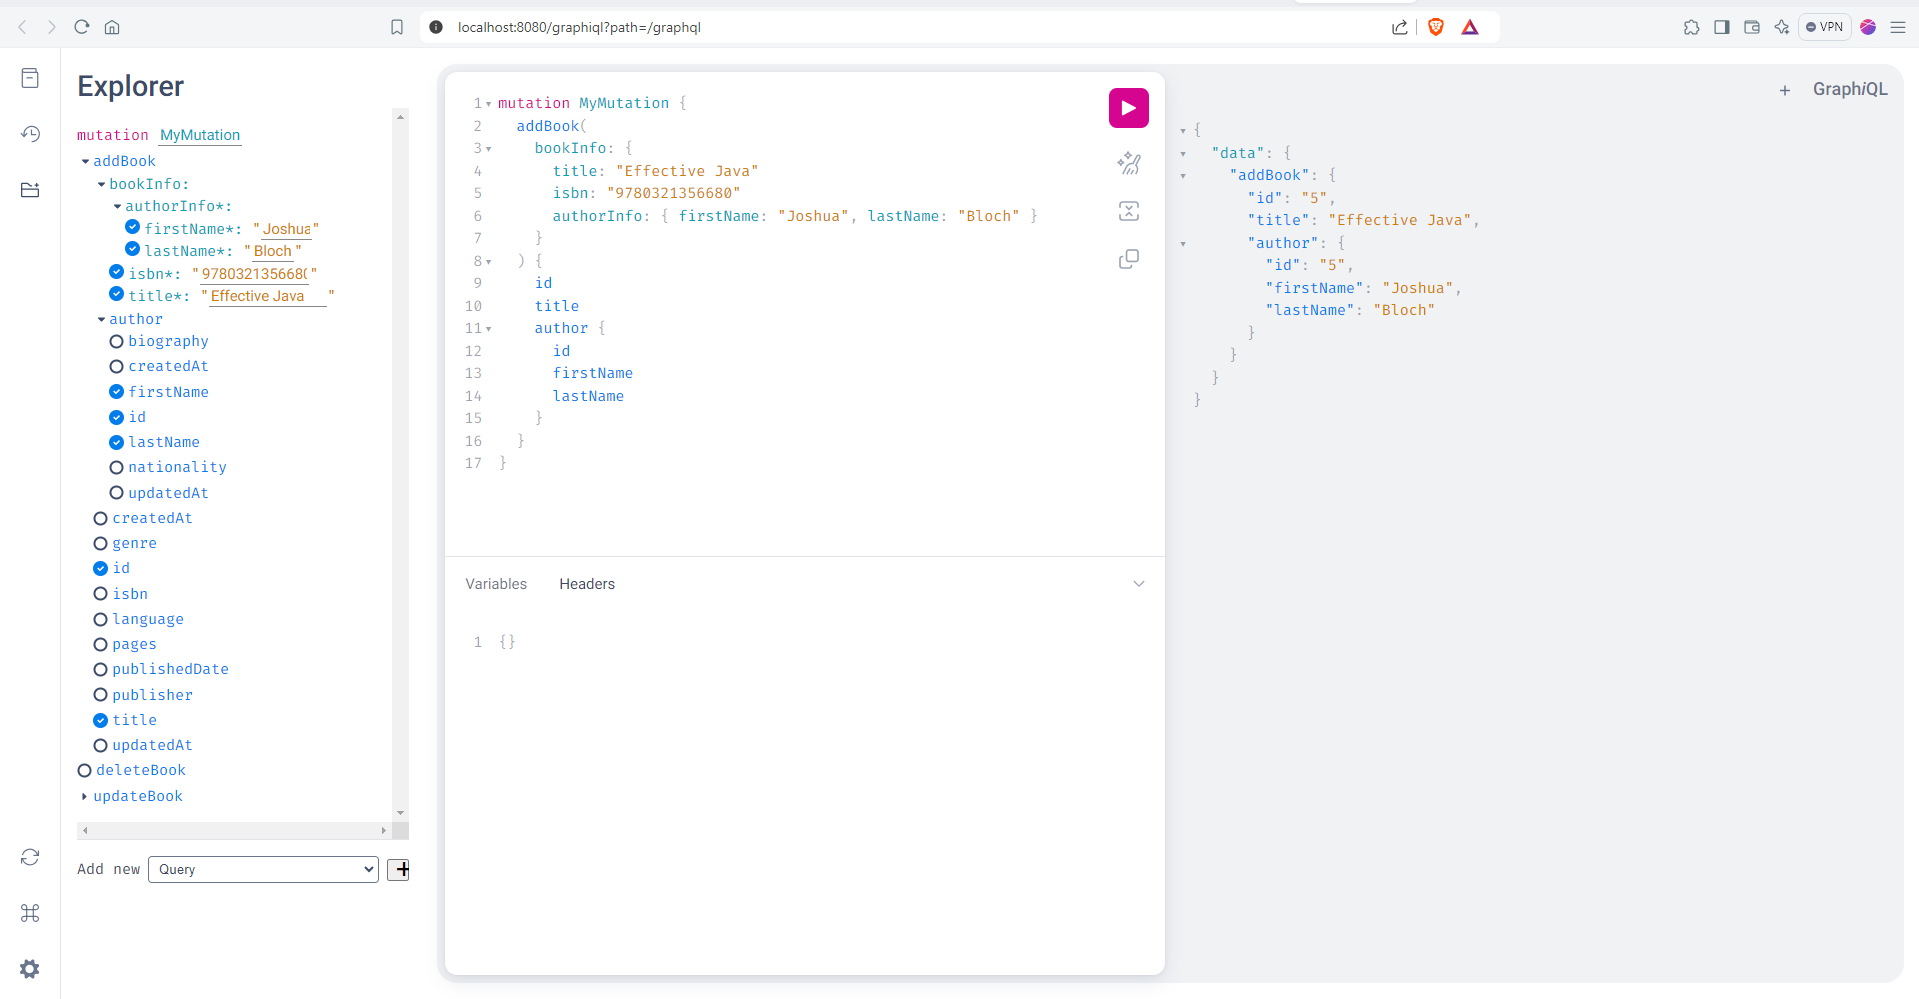 localhost:8080/graphiql?path=/graphql
VPN
Explorer
mutation MyMutation
addBook
bookInfo:
authorInfo*:
firstName*: "Joshua"
lastName*: "Bloch"
isbn*: "9780321356680"
title*: "Effective Java"
author
biography
createdAt
firstName
id
lastName
nationality
updatedAt
createdAt
genre
id
isbn
language
pages
publishedDate
publisher
title
updatedAt
deleteBook
updateBook
Add new Query +
1 mutation MyMutation {
2 addBook(
3 bookInfo: {
4 title: "Effective Java"
5 isbn: "9780321356680"
6 authorInfo: { firstName: "Joshua", lastName: "Bloch" }
7 }
8 ) {
9 id
10 title
11 author {
12 id
13 firstName
14 lastName
15 }
16 }
17 }
Variables Headers
1 {}
+ GraphiQL
{
"data": {
"addBook": {
"id": "5",
"title": "Effective Java",
"author": {
"id": "5",
"firstName": "Joshua",
"lastName": "Bloch"
}
}
}
}